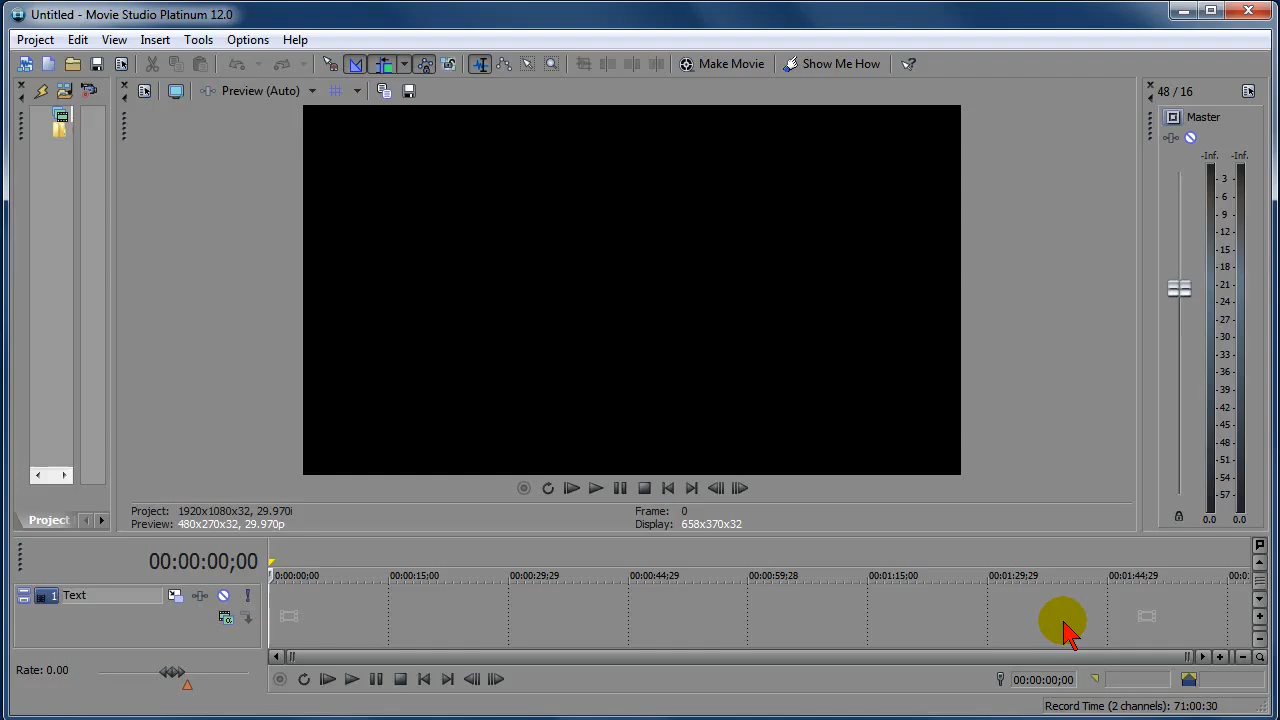 Untitled - Movie Studio Platinum 12.0
Project Edit View Insert Tools Options Help
Make Movie Show Me How
Preview (Auto)
48 / 16
Master
-Inf. -Inf.
3
6
9
12
15
18
21
24
27
30
33
36
39
42
45
48
51
54
57
0.0 0.0
Project
Project: 1920x1080x32, 29.970i
Preview: 480x270x32, 29.970p
Frame: 0
Display: 658x370x32
00:00:00;00
0:00:00;00 00:00:15;00 00:00:29;29 00:00:44;29 00:00:59;28 00:01:15;00 00:01:29;29 00:01:44;29
1 Text
Rate: 0.00
00:00:00;00
Record Time (2 channels): 71:00:30